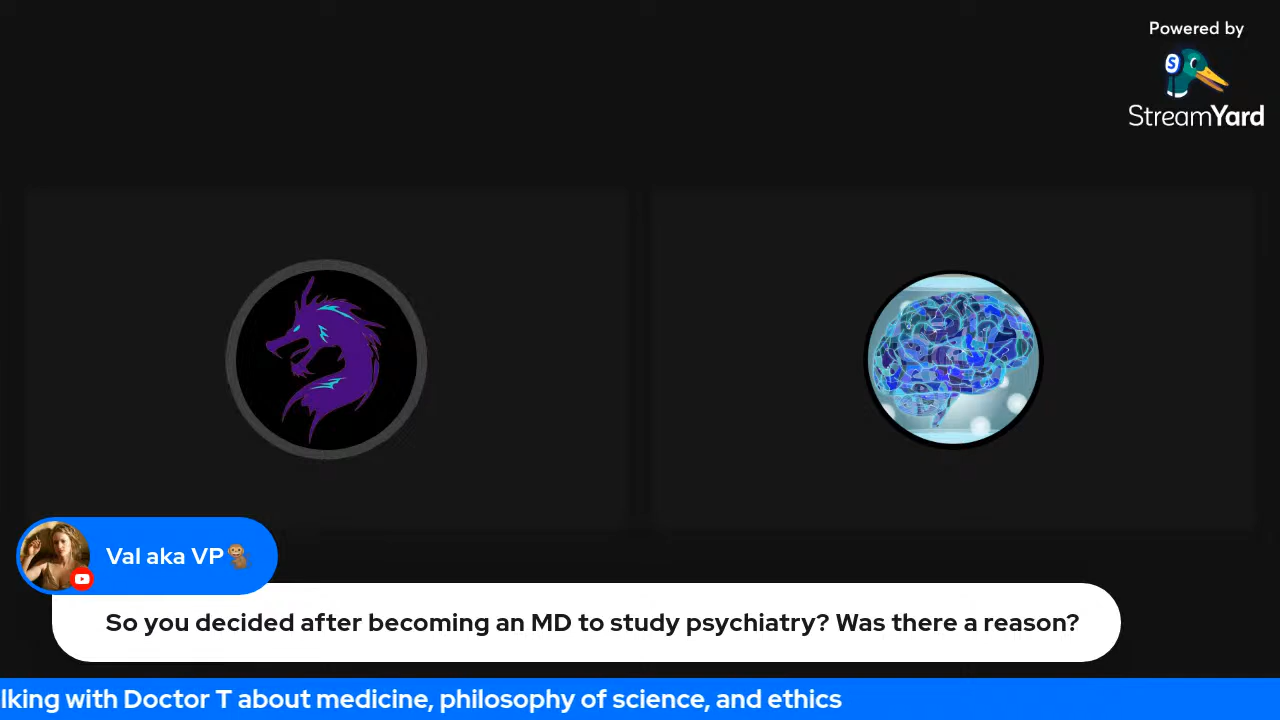 Powered by
S
StreamYard
Val aka VP🐒
So you decided after becoming an MD to study psychiatry? Was there a reason?
lking with Doctor T about medicine, philosophy of science, and ethics